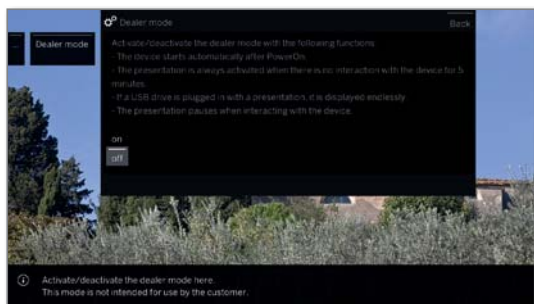 Dealer mode
Back
... Dealer mode
Activate/deactivate the dealer mode with the following functions
- The device starts automatically after PowerOn.
- The presentation is always activated when there is no interaction with the device for 5
minutes.
- If a USB drive is plugged in with a presentation, it is displayed endlessly
- The presentation pauses when interacting with the device.
on
off
Activate/deactivate the dealer mode here.
This mode is not intended for use by the customer.